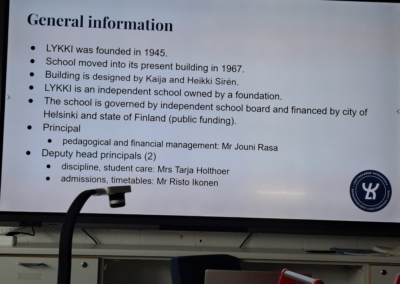 General information
● LYKKI was founded in 1945.
● School moved into its present building in 1967.
● Building is designed by Kaija and Heikki Sirén.
● LYKKI is an independent school owned by a foundation.
● The school is governed by independent school board and financed by city of
Helsinki and state of Finland (public funding).
● Principal
● pedagogical and financial management: Mr Jouni Rasa
● Deputy head principals (2)
● discipline, student care: Mrs Tarja Holthoer
● admissions, timetables: Mr Risto Ikonen